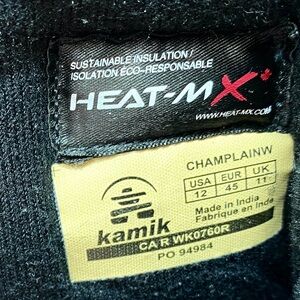 SUSTAINABLE INSULATION/
ISOLATION ÉCO-RESPONSABLE
HEAT-MX
WWW.HEAT-MX.COM
CHAMPLAINW
USA EUR UK
12 45 11
Made in India
Fabriqué en Inde
kamik
CA R WK0760R
PO 94984